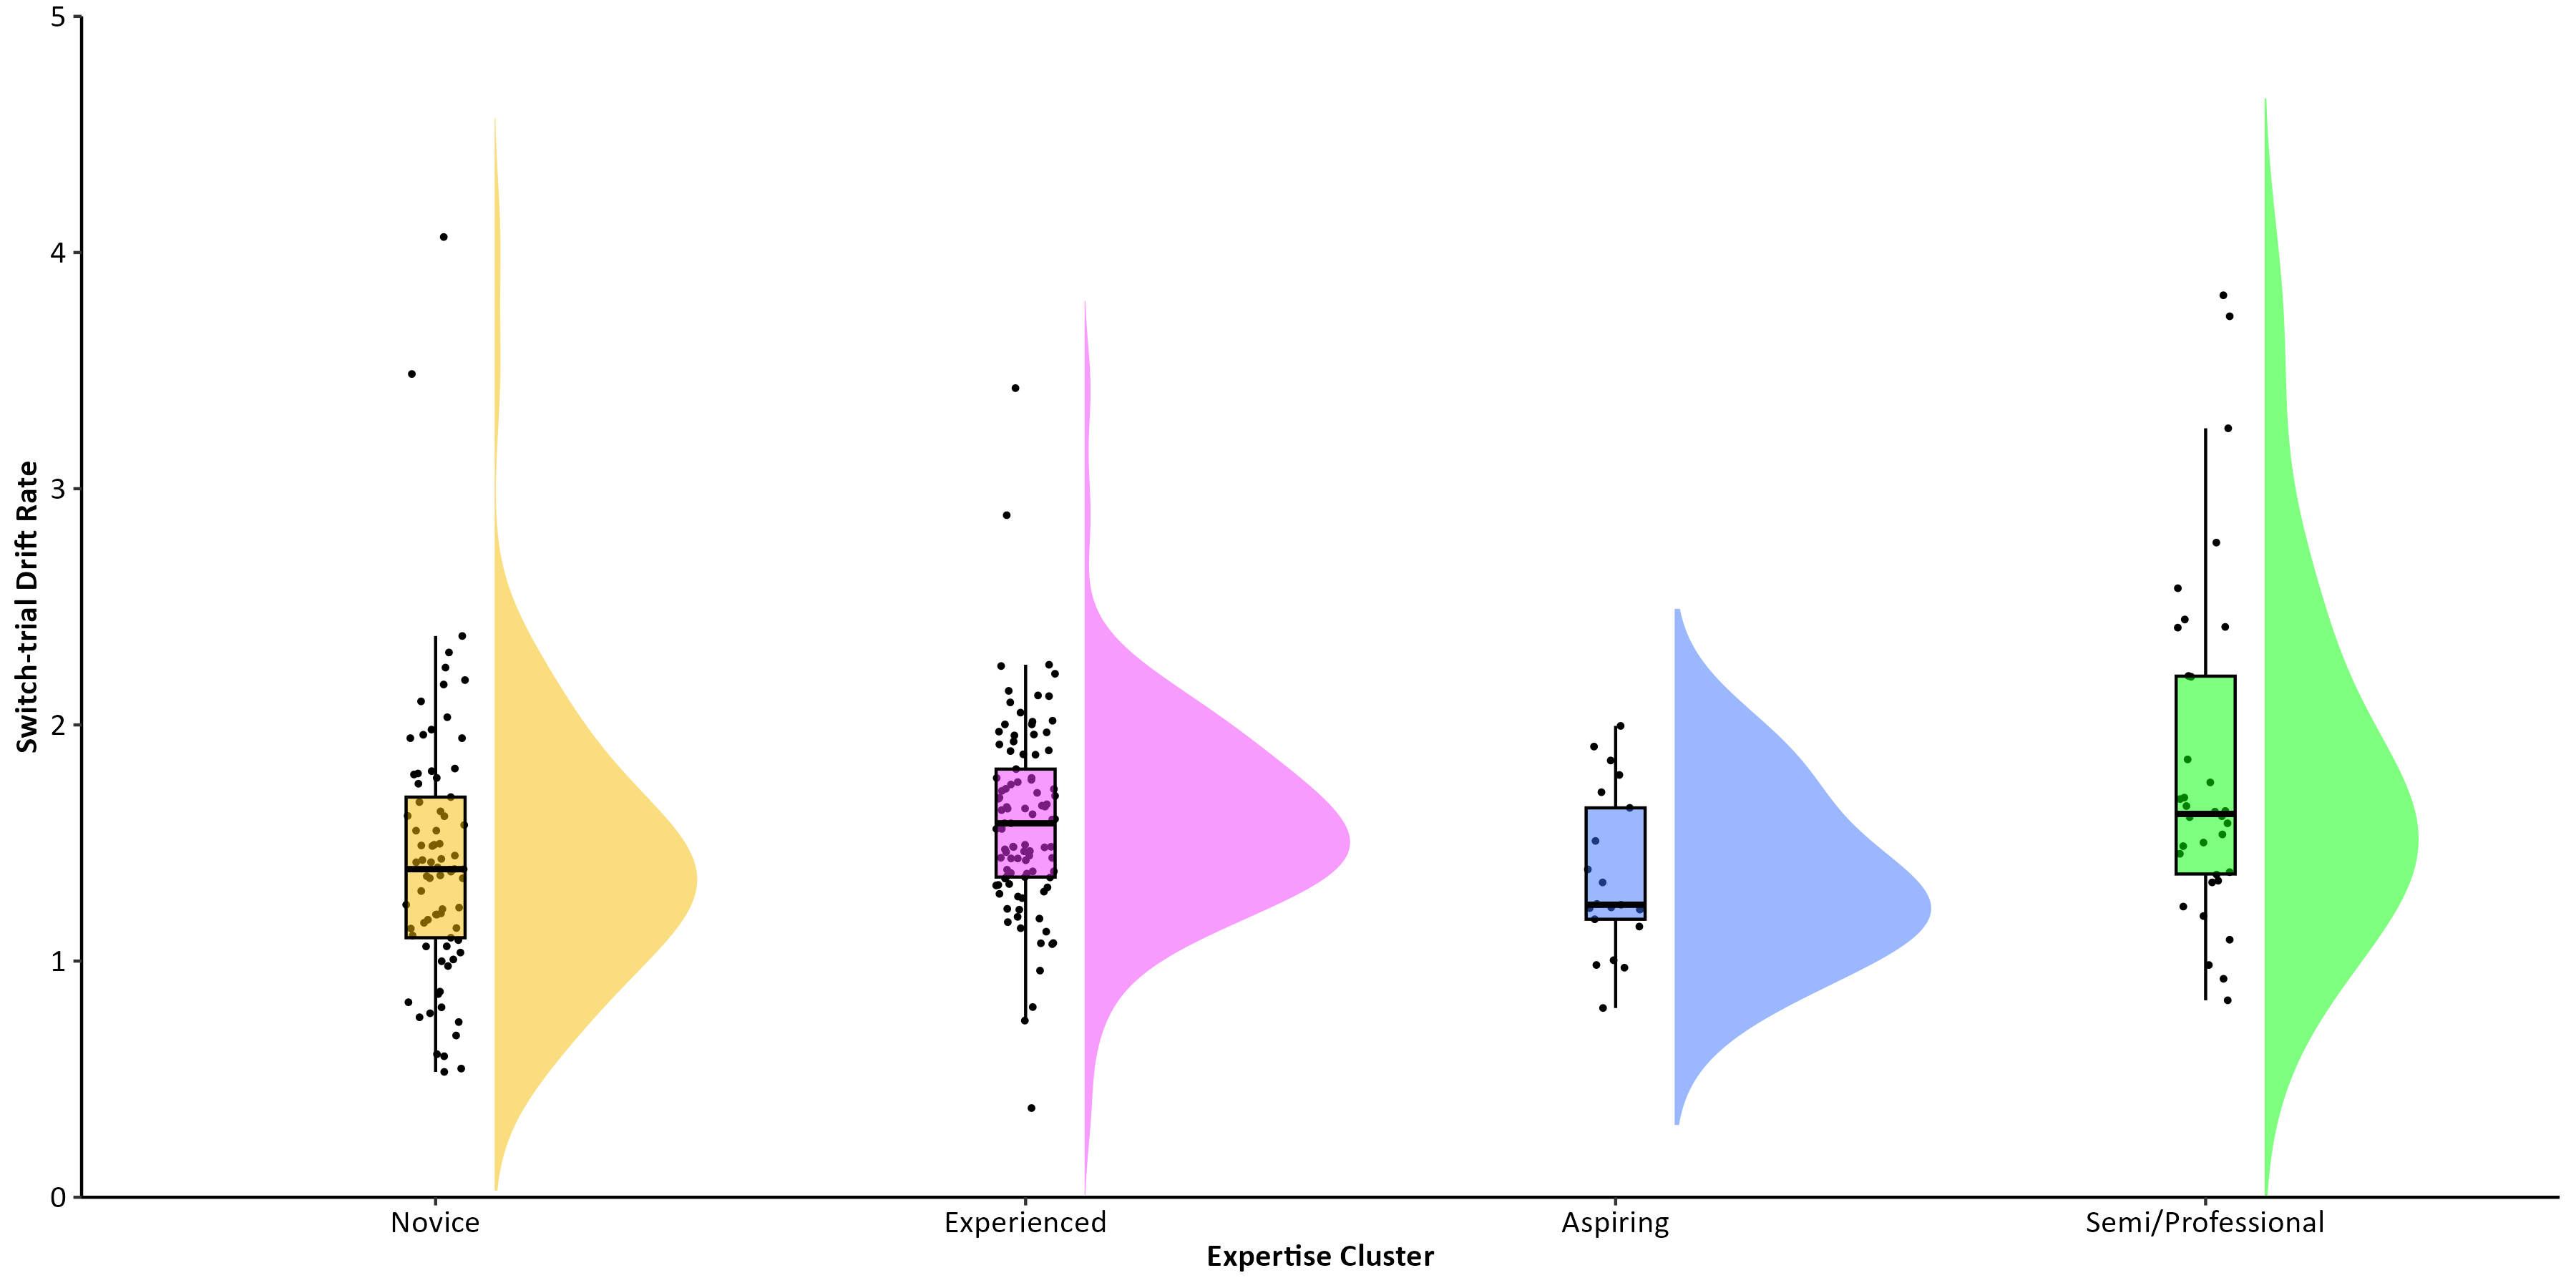 Switch-trial Drift Rate
5
4
3
2
1
0
Novice Experienced Aspiring Semi/Professional
Expertise Cluster